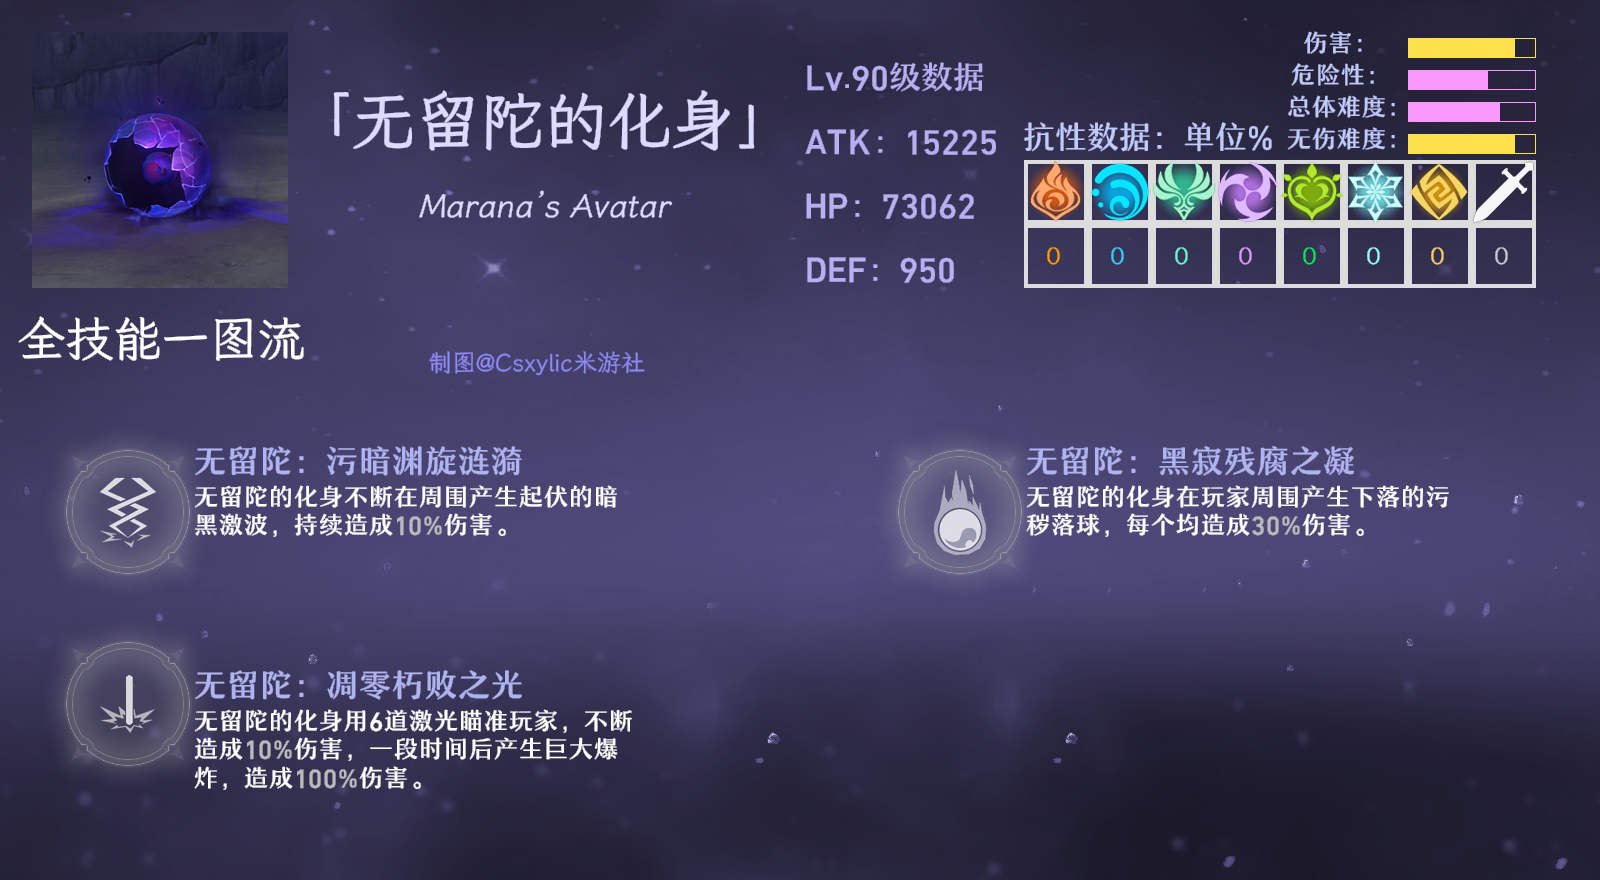 「无留陀的化身」
Marana's Avatar
全技能一图流
制图@Csxylic米游社
Lv.90级数据
ATK: 15225
HP: 73062
DEF: 950
伤害：
危险性：
总体难度：
无伤难度：
抗性数据：单位%
0 0 0 0 0 0 0 0
无留陀：污暗渊旋涟漪
无留陀的化身不断在周围产生起伏的暗
黑激波，持续造成10%伤害。
无留陀：黑寂残腐之凝
无留陀的化身在玩家周围产生下落的污
秽落球，每个均造成30%伤害。
无留陀：凋零朽败之光
无留陀的化身用6道激光瞄准玩家，不断
造成10%伤害，一段时间后产生巨大爆
炸，造成100%伤害。